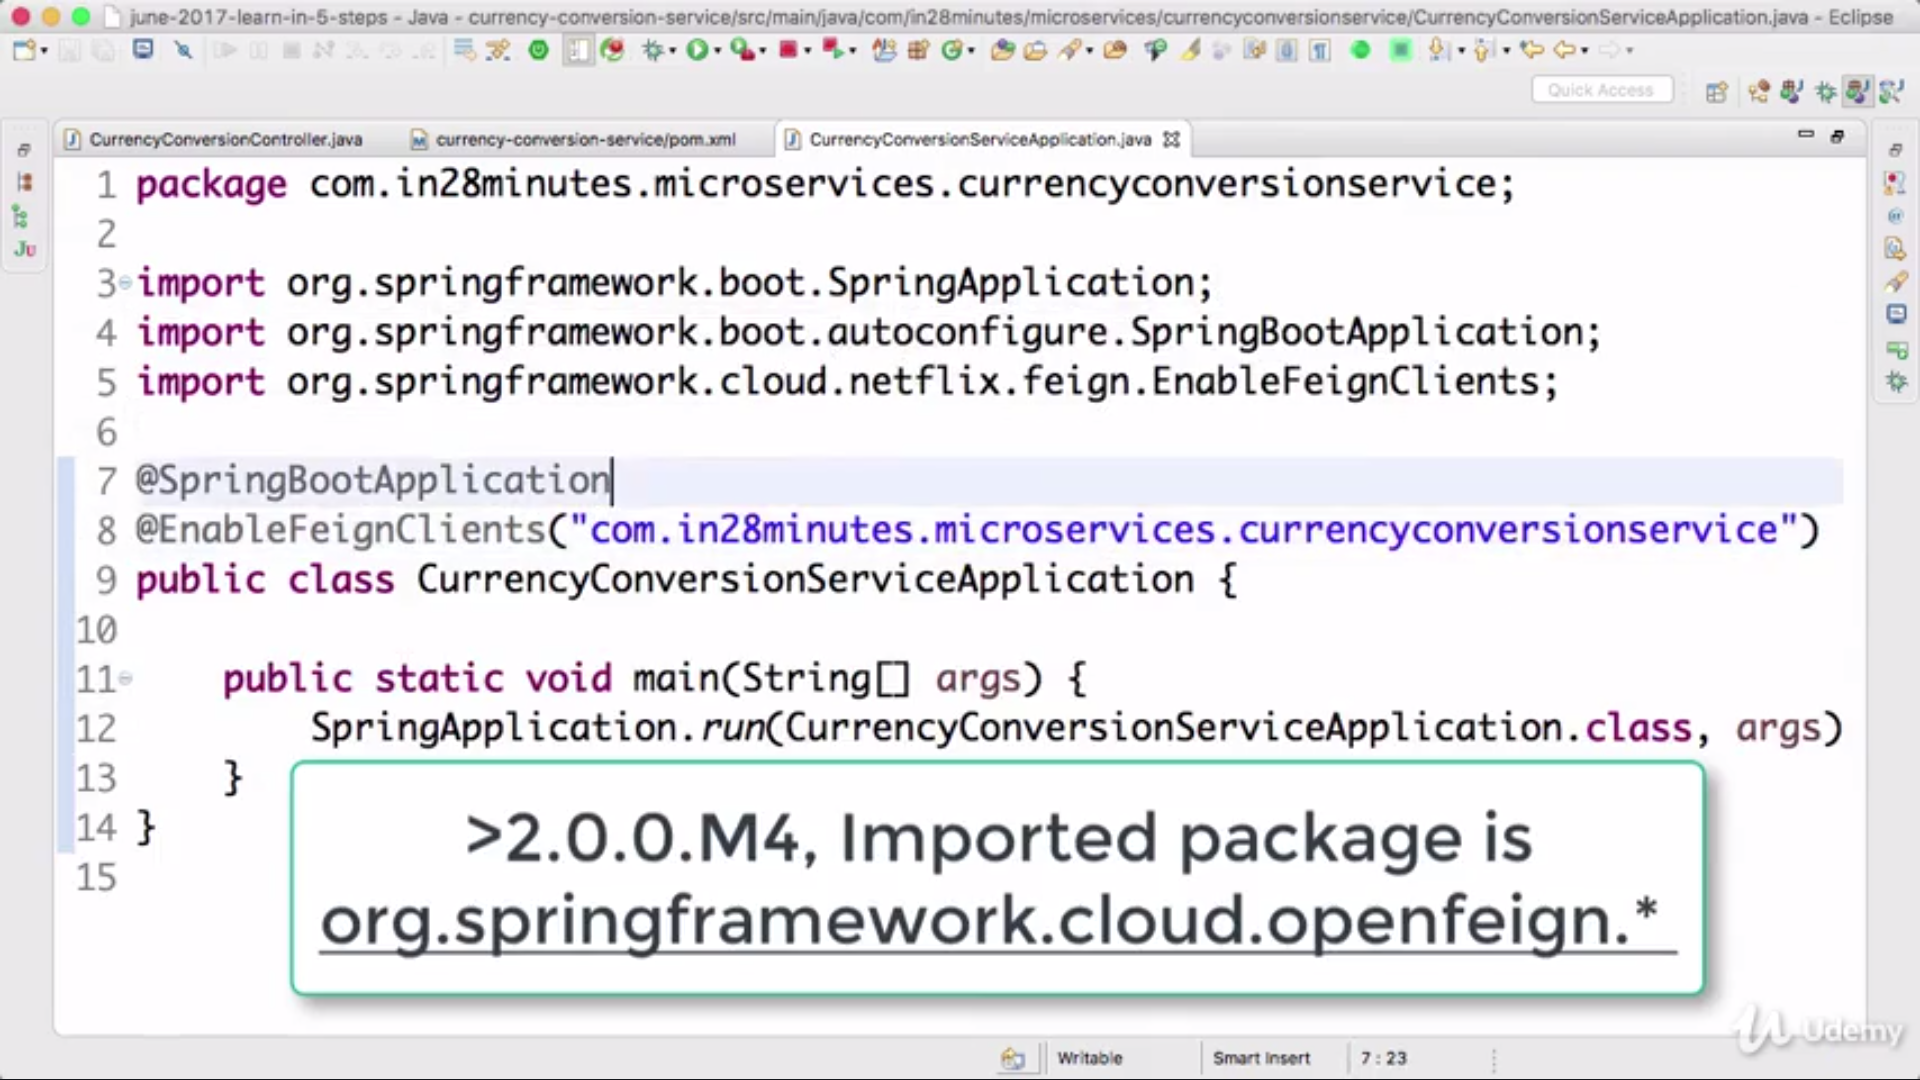 june-2017-learn-in-5-steps - Java - currency-conversion-service/src/main/java/com/in28minutes/microservices/currencyconversionservice/CurrencyConversionServiceApplication.java - Eclipse
Quick Access
CurrencyConversionController.java
currency-conversion-service/pom.xml
CurrencyConversionServiceApplication.java
Ju
1 package com.in28minutes.microservices.currencyconversionservice;
2
3 import org.springframework.boot.SpringApplication;
4 import org.springframework.boot.autoconfigure.SpringBootApplication;
5 import org.springframework.cloud.netflix.feign.EnableFeignClients;
6
7 @SpringBootApplication
8 @EnableFeignClients("com.in28minutes.microservices.currencyconversionservice")
9 public class CurrencyConversionServiceApplication {
10
11 public static void main(String[] args) {
12 SpringApplication.run(CurrencyConversionServiceApplication.class, args)
13 }
14 }
15
>2.0.0.M4, Imported package is
org.springframework.cloud.openfeign.*
Udemy
Writable
Smart Insert
7 : 23